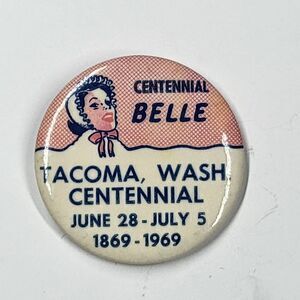 CENTENNIAL
BELLE
TACOMA, WASH.
CENTENNIAL
JUNE 28 - JULY 5
1869 - 1969